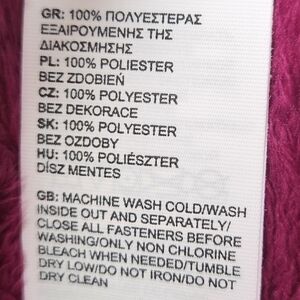 GR: 100% ΠΟΛΥΕΣΤΕΡΑΣ
ΕΞΑΙΡΟΥΜΕΝΗΣ ΤΗΣ
ΔΙΑΚΟΣΜΗΣΗΣ
PL: 100% POLIESTER
BEZ ZDOBIEŃ
CZ: 100% POLYESTER
BEZ DEKORACE
SK: 100% POLYESTER
BEZ OZDOBY
HU: 100% POLIÉSZTER
DÍSZ MENTES
GB: MACHINE WASH COLD/WASH
INSIDE OUT AND SEPARATELY/
CLOSE ALL FASTENERS BEFORE
WASHING/ONLY NON CHLORINE
BLEACH WHEN NEEDED/TUMBLE
DRY LOW/DO NOT IRON/DO NOT
DRY CLEAN